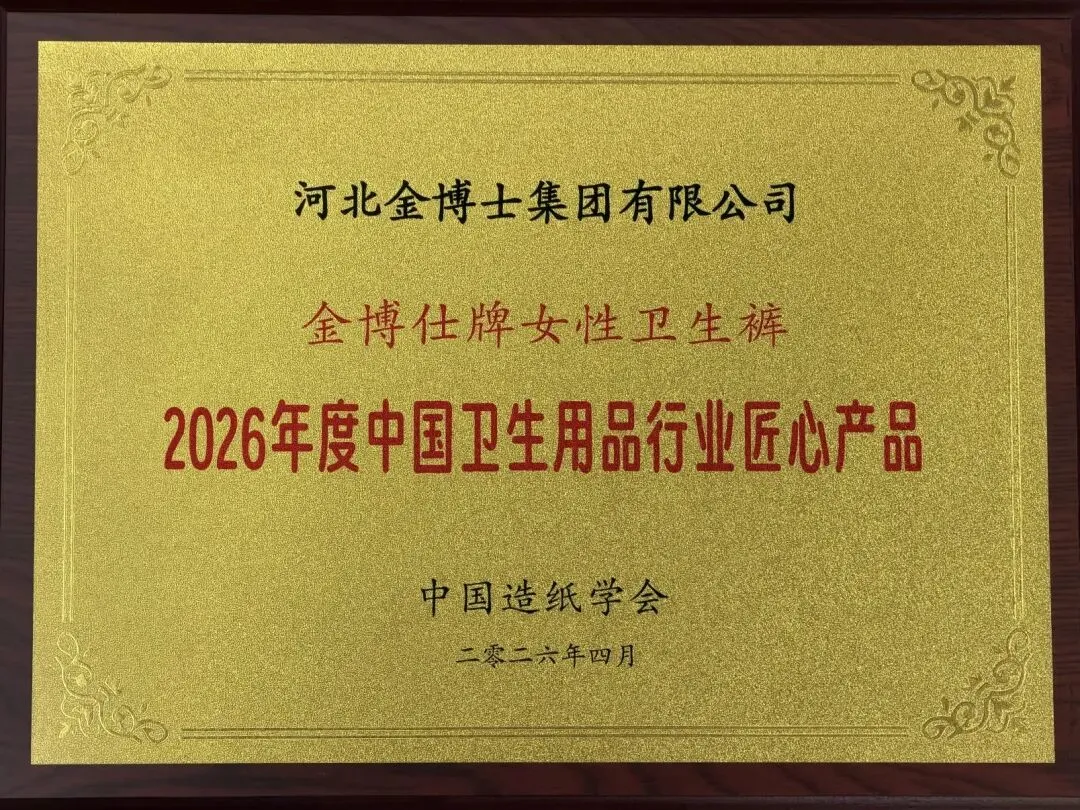 河北金博士集团有限公司
金博仕牌女性卫生裤
2026年度中国卫生用品行业匠心产品
中国造纸学会
二零二六年四月